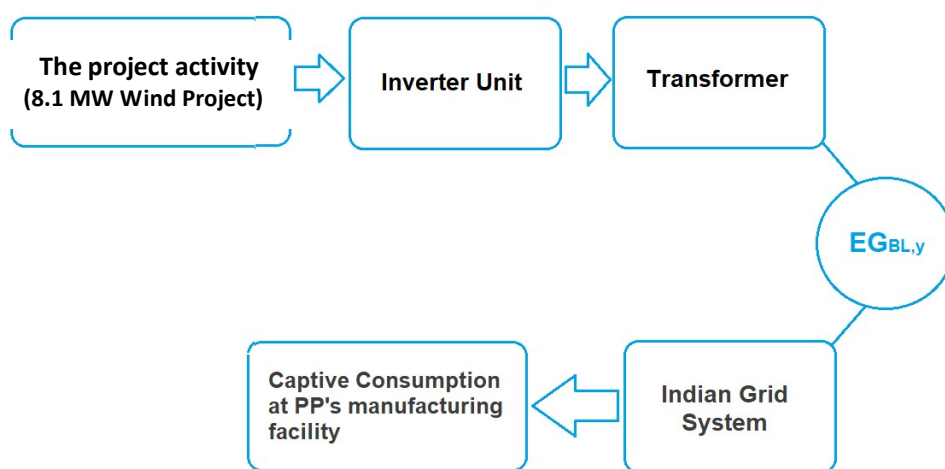 The project activity
(8.1 MW Wind Project)
Inverter Unit
Transformer
EGBL,y
Captive Consumption
at PP's manufacturing
facility
Indian Grid
System